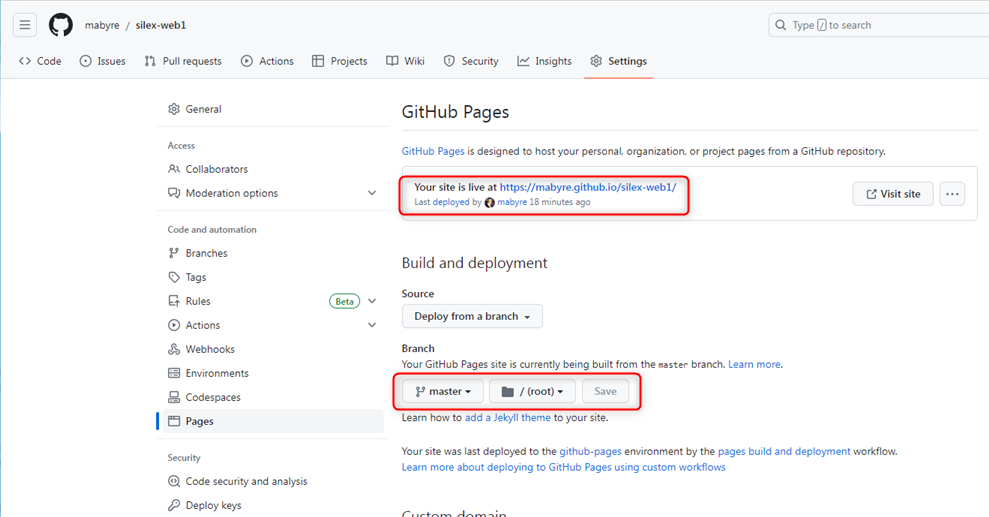 mabyre / silex-web1
Type / to search
Code Issues Pull requests Actions Projects Wiki Security Insights Settings
General
Access
Collaborators
Moderation options
Code and automation
Branches
Tags
Rules Beta
Actions
Webhooks
Environments
Codespaces
Pages
Security
Code security and analysis
Deploy keys
GitHub Pages
GitHub Pages is designed to host your personal, organization, or project pages from a GitHub repository.
Your site is live at https://mabyre.github.io/silex-web1/
Last deployed by mabyre 18 minutes ago
Visit site
Build and deployment
Source
Deploy from a branch
Branch
Your GitHub Pages site is currently being built from the master branch. Learn more.
master / (root) Save
Learn how to add a Jekyll theme to your site.
Your site was last deployed to the github-pages environment by the pages build and deployment workflow.
Learn more about deploying to GitHub Pages using custom workflows
Custom domain